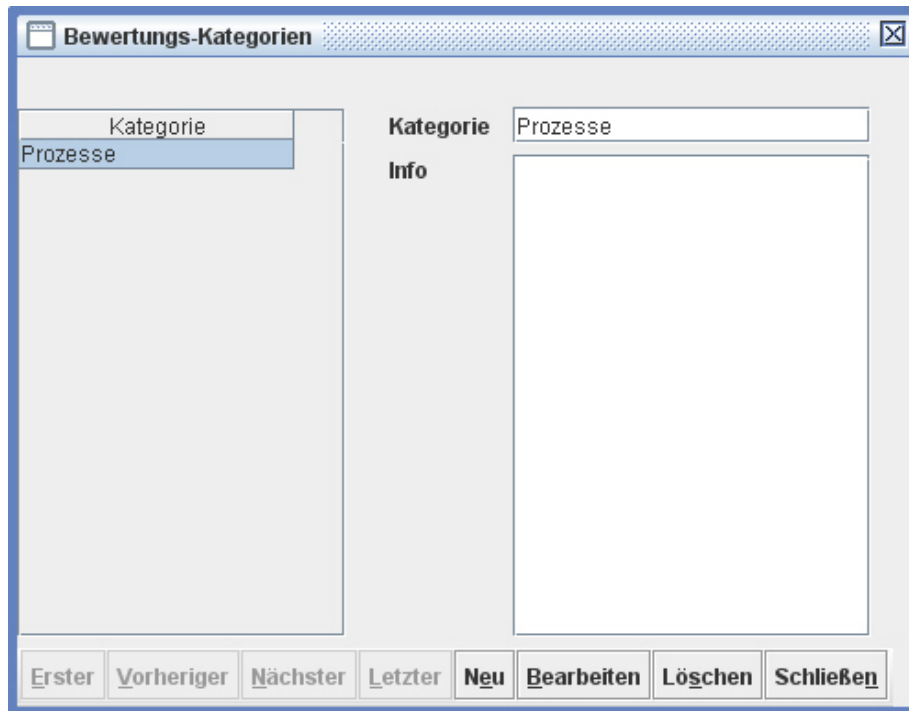 Bewertungs-Kategorien
Kategorie
Prozesse
Kategorie Prozesse
Info
Erster Vorheriger Nächster Letzter Neu Bearbeiten Löschen Schließen